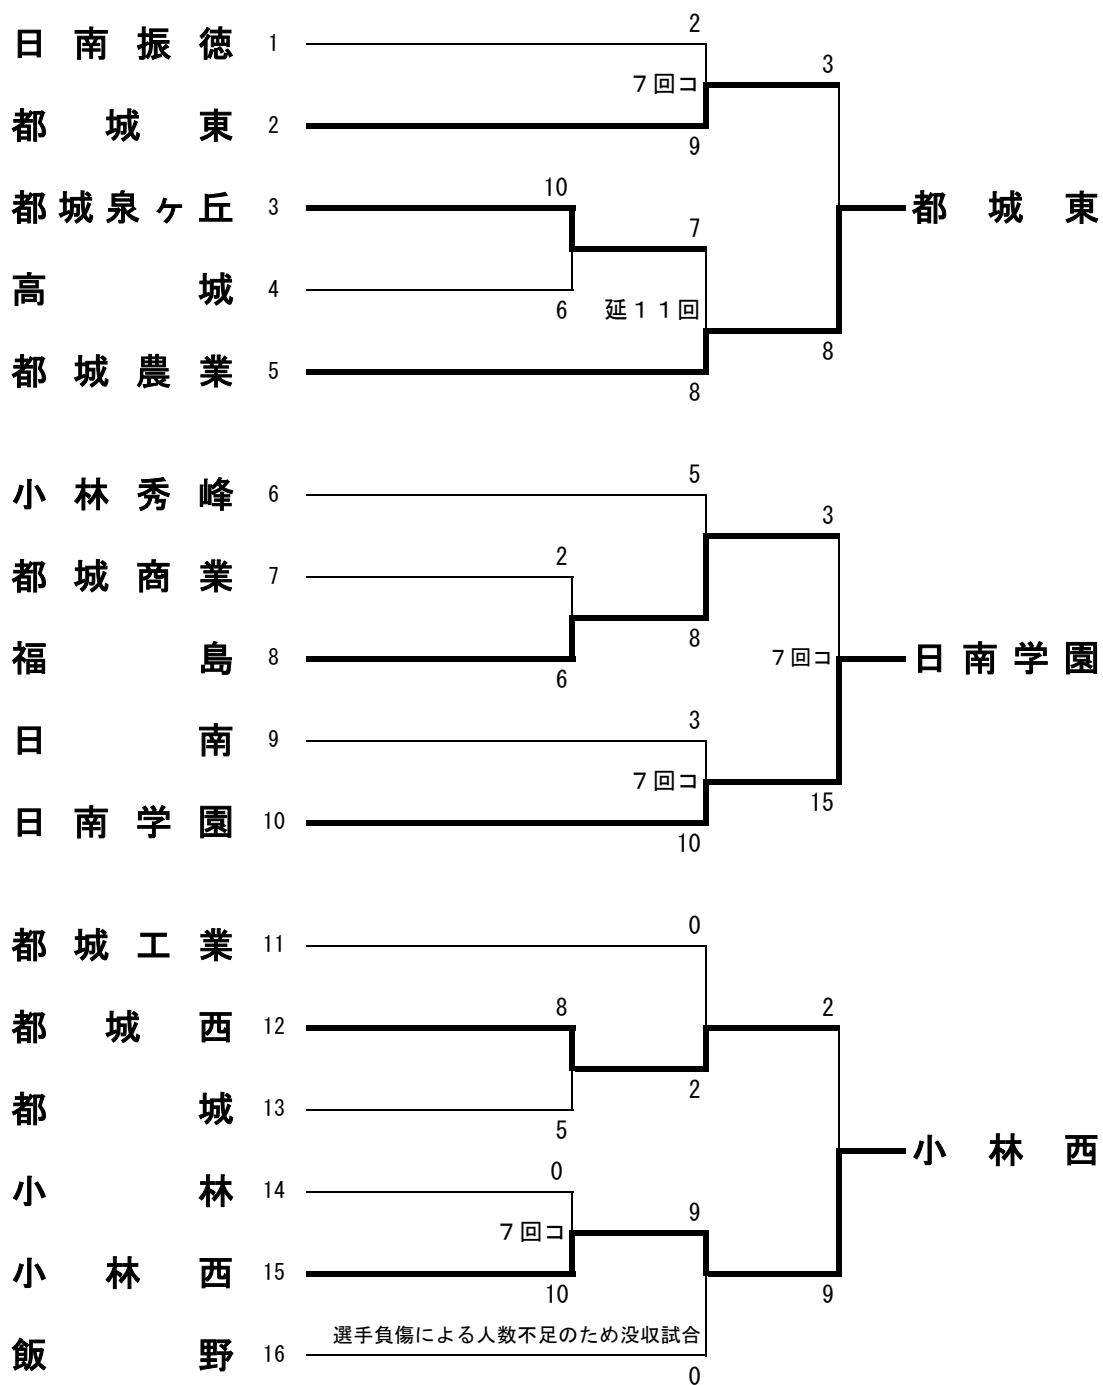 日南振徳 1 2
7回コ 3
都城東 2 9
都城泉ヶ丘 3 10 7 都城東
高城 4 6 延11回
都城農業 5 8 8
小林秀峰 6 5 3
都城商業 7 2
福島 8 6 8 7回コ 日南学園
日南 9 3
7回コ 15
日南学園 10 10
都城工業 11 0
都城西 12 8 2 2
都城 13 5
小林 14 0 小林西
7回コ 9
小林西 15 10 9
選手負傷による人数不足のため没収試合
飯野 16 0